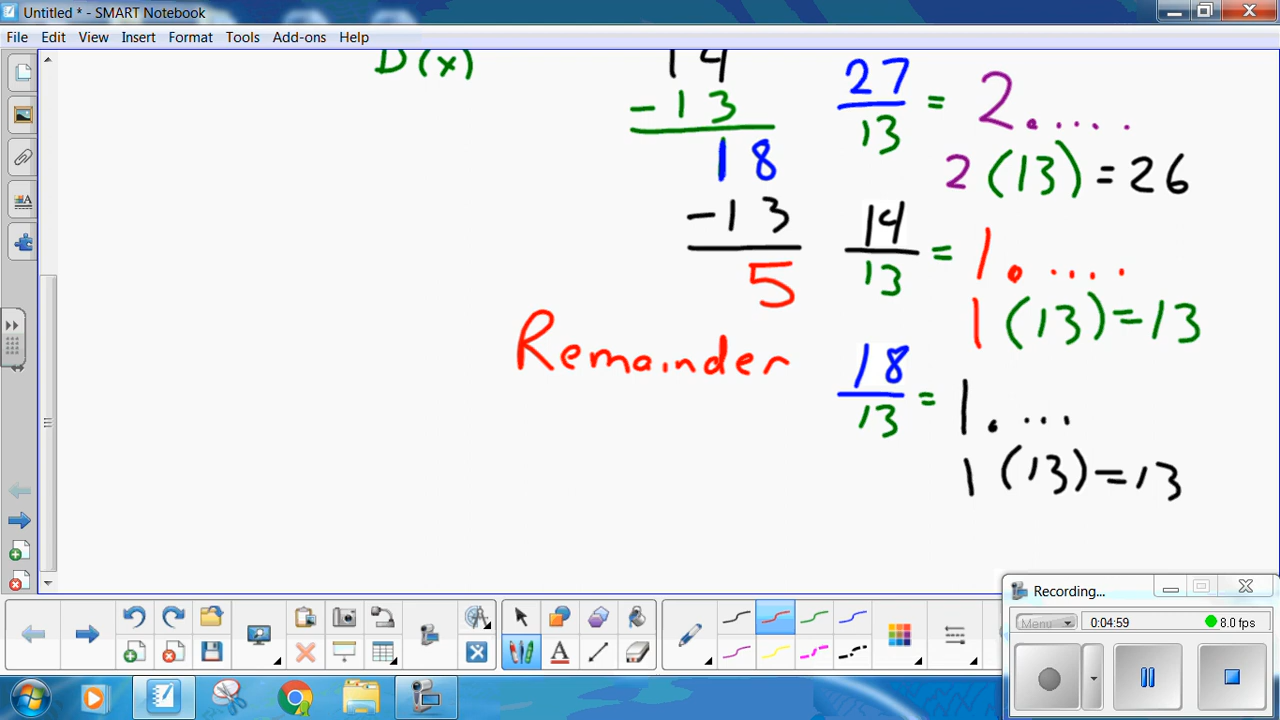 Untitled * - SMART Notebook
File Edit View Insert Format Tools Add-ons Help
D(x)
14
-13
18
-13
5
Remainder
27/13 = 2.....
2(13)=26
14/13 = 1.....
1(13)=13
18/13 = 1....
1(13)=13
Recording...
Menu 0:04:59 8.0 fps